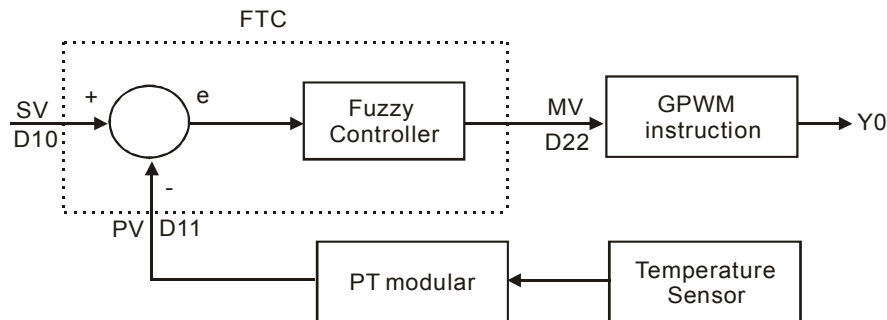 FTC
SV
+
e
D10
Fuzzy
Controller
MV
D22
GPWM
instruction
Y0
-
PV
D11
PT modular
Temperature
Sensor